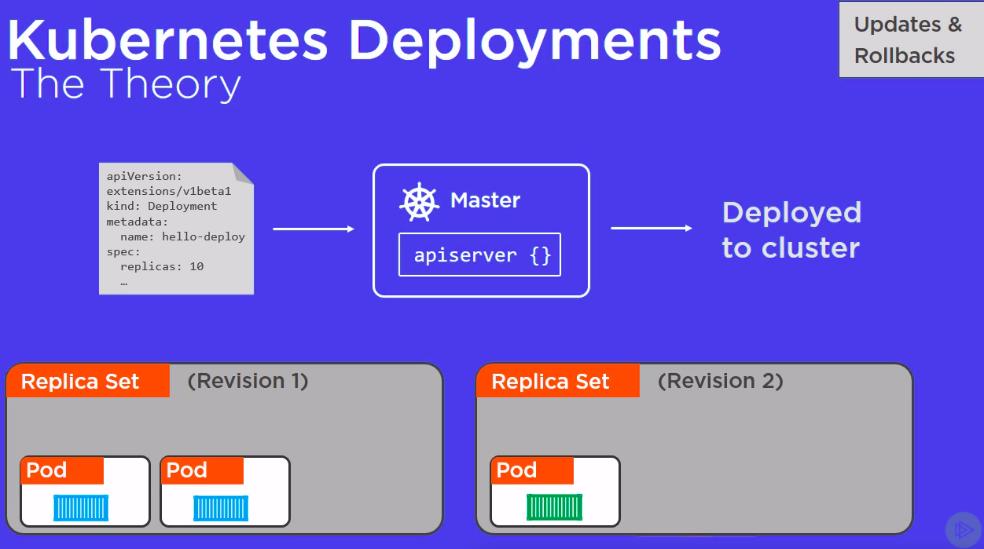 Kubernetes Deployments
The Theory
Updates &
Rollbacks
apiVersion:
extensions/v1beta1
kind: Deployment
metadata:
  name: hello-deploy
spec:
  replicas: 10
  …
Master
apiserver {}
Deployed
to cluster
Replica Set (Revision 1)
Pod Pod
Replica Set (Revision 2)
Pod